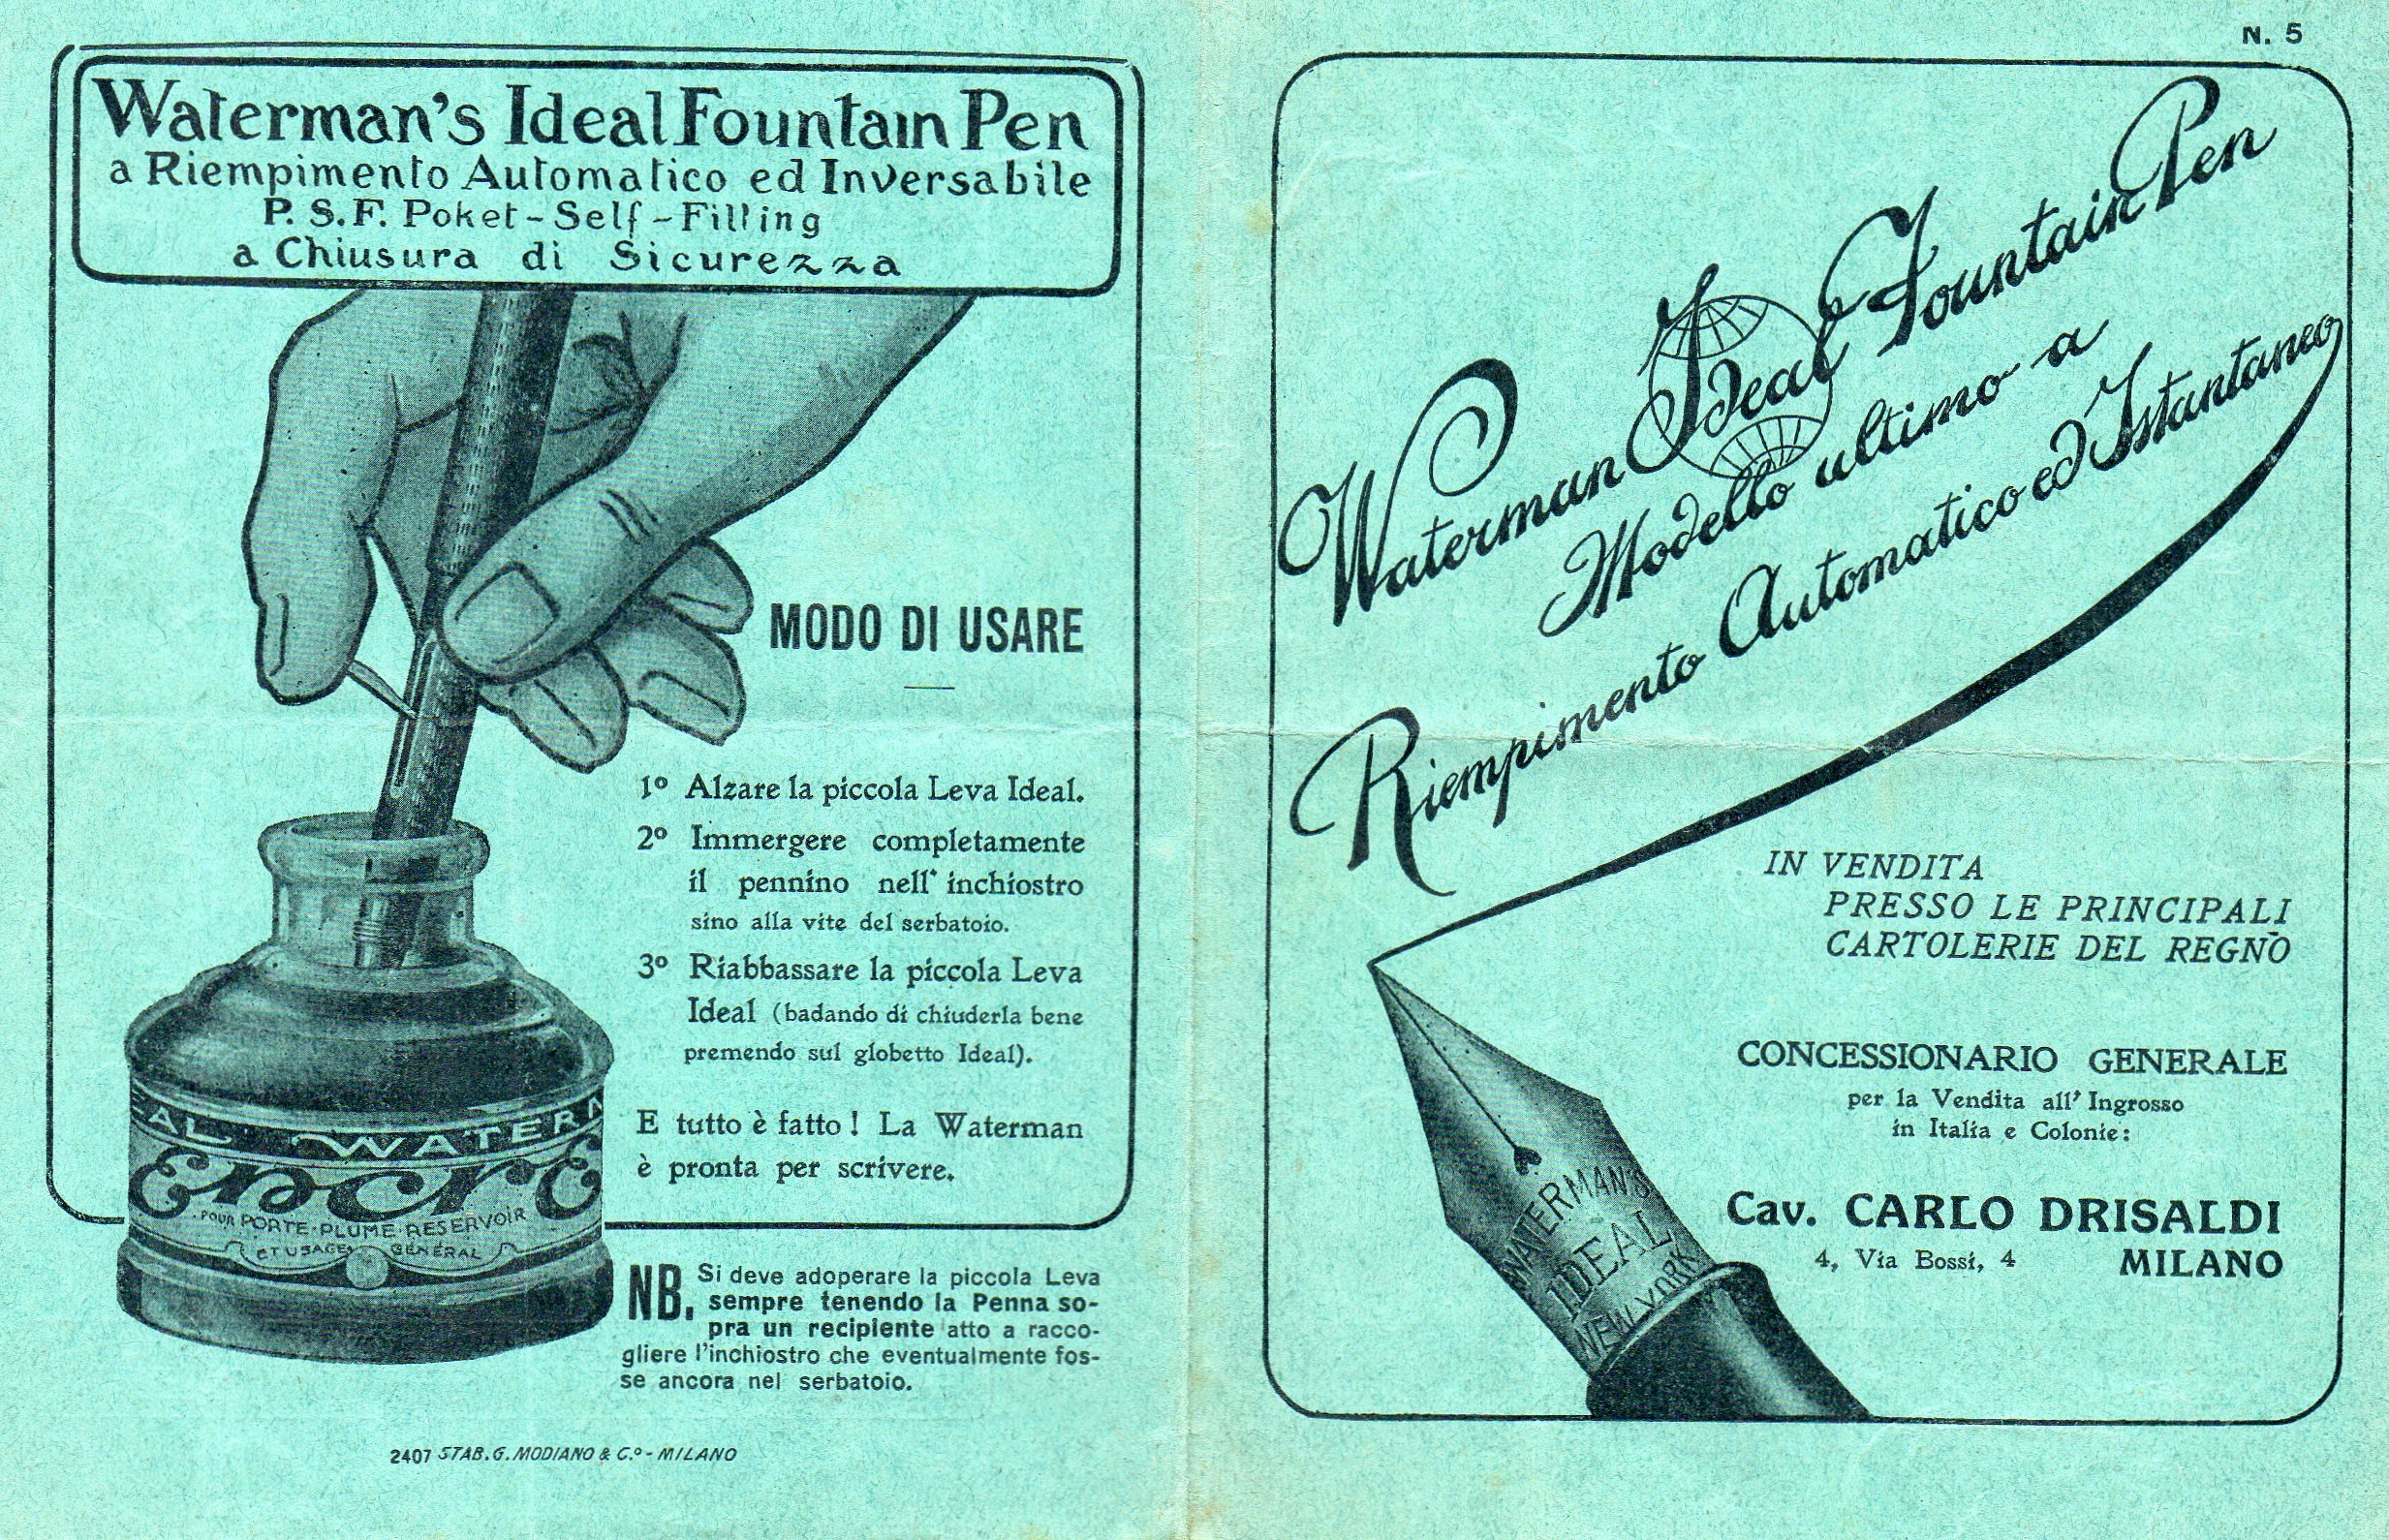 Waterman's Ideal Fountain Pen
a Riempimento Automatico ed Inversabile
P. S. F. Poket-Self-Filling
a Chiusura di Sicurezza
MODO DI USARE
1º Alzare la piccola Leva Ideal.
2º Immergere completamente
il pennino nell' inchiostro
sino alla vite del serbatoio.
3º Riabbassare la piccola Leva
Ideal (badando di chiuderla bene
premendo sul globetto Ideal).
E tutto è fatto! La Waterman
è pronta per scrivere.
EAL WATERM
Encre
POUR PORTE-PLUME-RESERVOIR
ET USAGE GÉNÉRAL
NB. Si deve adoperare la piccola Leva
sempre tenendo la Penna so-
pra un recipiente atto a racco-
gliere l'inchiostro che eventualmente fos-
se ancora nel serbatoio.
2407 STAB. G. MODIANO & C.º - MILANO
N. 5
Waterman Ideal Fountain Pen
Modello ultimo a
Riempimento Automatico ed Istantaneo
IN VENDITA
PRESSO LE PRINCIPALI
CARTOLERIE DEL REGNO
CONCESSIONARIO GENERALE
per la Vendita all' Ingrosso
in Italia e Colonie:
Cav. CARLO DRISALDI
4, Via Bossi, 4 MILANO
WATERMAN'S
IDEAL
NEW YORK